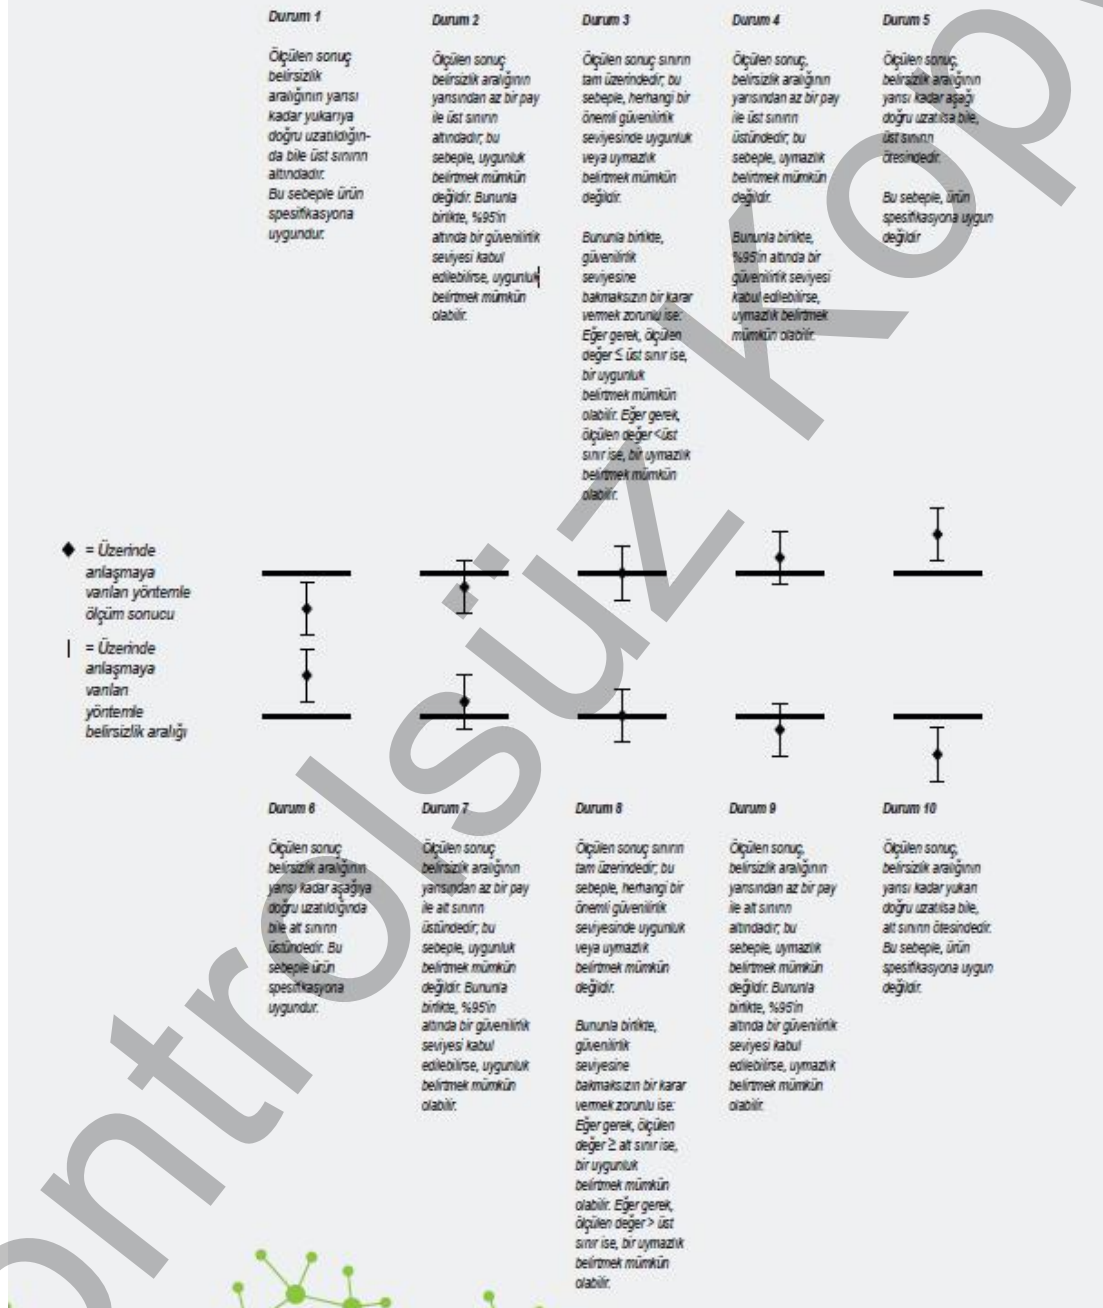 Durum 1
Ölçülen sonuç
belirsizlik
aralığının yarısı
kadar yukarıya
doğru uzatıldığın-
da bile üst sınırın
altındadır.
Bu sebeple ürün
spesifikasyona
uygundur.
Durum 2
Ölçülen sonuç
belirsizlik aralığının
yarısından az bir pay
ile üst sınırın
altındadır; bu
sebeple, uygunluk
belirtmek mümkün
değildir. Bununla
birlikte, %95'in
altında bir güvenilirlik
seviyesi kabul
edilebilirse, uygunluk
belirtmek mümkün
olabilir.
Durum 3
Ölçülen sonuç sınırın
tam üzerindedir; bu
sebeple, herhangi bir
önemli güvenilirlik
seviyesinde uygunluk
veya uymazlık
belirtmek mümkün
değildir.
Bununla birlikte,
güvenilirlik
seviyesine
bakmaksızın bir karar
vermek zorunlu ise:
Eğer gerek, ölçülen
değer ≤ üst sınır ise,
bir uygunluk
belirtmek mümkün
olabilir. Eğer gerek,
ölçülen değer <üst
sınır ise, bir uymazlık
belirtmek mümkün
olabilir.
Durum 4
Ölçülen sonuç,
belirsizlik aralığının
yarısından az bir pay
ile üst sınırın
üstündedir; bu
sebeple, uymazlık
belirtmek mümkün
değildir.
Bununla birlikte,
%95'in altında bir
güvenilirlik seviyesi
kabul edilebilirse,
uymazlık belirtmek
mümkün olabilir.
Durum 5
Ölçülen sonuç,
belirsizlik aralığının
yarısı kadar aşağı
doğru uzatılsa bile,
üst sınırın
ötesindedir.
Bu sebeple, ürün
spesifikasyona uygun
değildir
= Üzerinde
anlaşmaya
varılan yöntemle
ölçüm sonucu
= Üzerinde
anlaşmaya
varılan
yöntemle
belirsizlik aralığı
Durum 6
Ölçülen sonuç
belirsizlik aralığının
yarısı kadar aşağıya
doğru uzatıldığında
bile alt sınırın
üstündedir. Bu
sebeple ürün
spesifikasyona
uygundur.
Durum 7
Ölçülen sonuç
belirsizlik aralığının
yarısından az bir pay
ile alt sınırın
üstündedir; bu
sebeple, uygunluk
belirtmek mümkün
değildir. Bununla
birlikte, %95'in
altında bir güvenilirlik
seviyesi kabul
edilebilirse, uygunluk
belirtmek mümkün
olabilir.
Durum 8
Ölçülen sonuç sınırın
tam üzerindedir; bu
sebeple, herhangi bir
önemli güvenilirlik
seviyesinde uygunluk
veya uymazlık
belirtmek mümkün
değildir.
Bununla birlikte,
güvenilirlik
seviyesine
bakmaksızın bir karar
vermek zorunlu ise:
Eğer gerek, ölçülen
değer ≥ alt sınır ise,
bir uygunluk
belirtmek mümkün
olabilir. Eğer gerek,
ölçülen değer > üst
sınır ise, bir uymazlık
belirtmek mümkün
olabilir.
Durum 9
Ölçülen sonuç,
belirsizlik aralığının
yarısından az bir pay
ile alt sınırın
altındadır; bu
sebeple, uymazlık
belirtmek mümkün
değildir. Bununla
birlikte, %95'in
altında bir güvenilirlik
seviyesi kabul
edilebilirse, uymazlık
belirtmek mümkün
olabilir.
Durum 10
Ölçülen sonuç,
belirsizlik aralığının
yarısı kadar yukarı
doğru uzatılsa bile,
alt sınırın ötesindedir.
Bu sebeple, ürün
spesifikasyona uygun
değildir.
ontrolsüz Kop